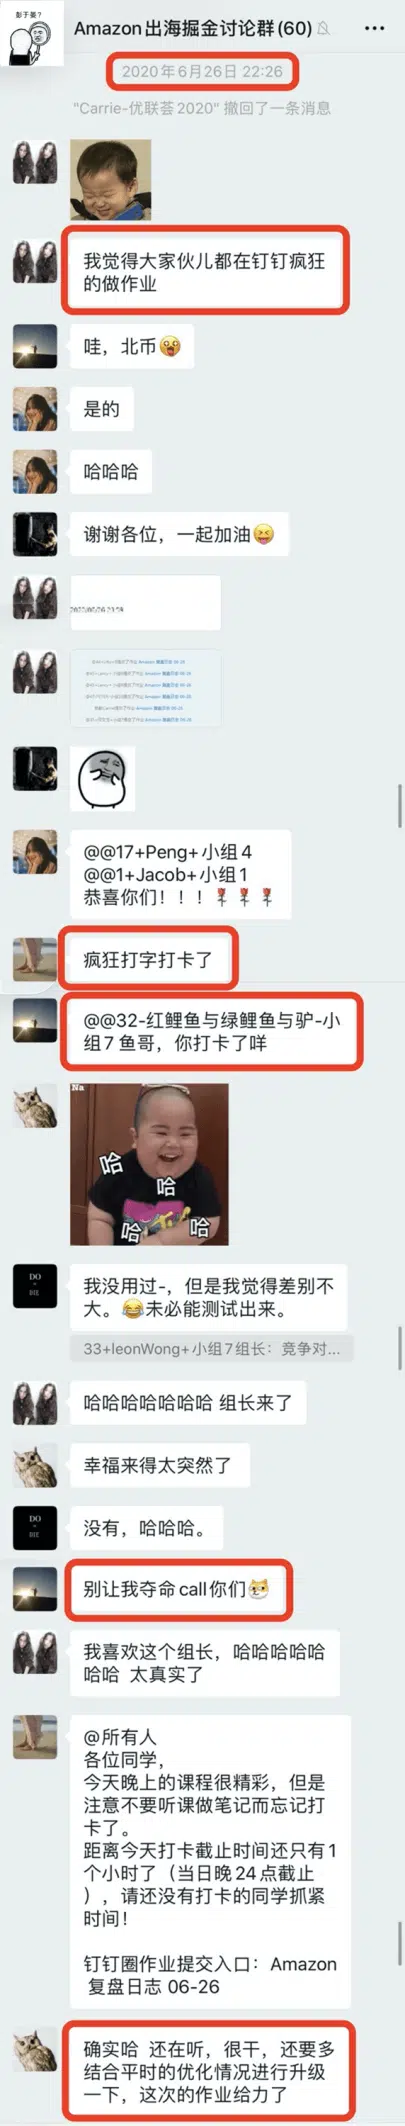 彭于晏?
Amazon出海掘金讨论群(60)
2020年6月26日 22:26
"Carrie-优联荟2020" 撤回了一条消息
我觉得大家伙儿都在钉钉疯狂
的做作业
哇，北币😲
是的
哈哈哈
谢谢各位，一起加油😝
@@17+Peng+小组4
@@1+Jacob+小组1
恭喜你们！！！🌹🌹🌹
疯狂打字打卡了
@@32-红鲤鱼与绿鲤鱼与驴-小
组7 鱼哥，你打卡了咩
Na
哈
哈
哈
哈
DO
DIE
我没用过-，但是我觉得差别不
大。😂未必能测试出来。
33+leonWong+小组7组长：竞争对...
哈哈哈哈哈哈哈 组长来了
幸福来得太突然了
DO
DIE
没有，哈哈哈。
别让我夺命call你们🐶
我喜欢这个组长，哈哈哈哈哈
哈哈 太真实了
@所有人
各位同学，
今天晚上的课程很精彩，但是
注意不要听课做笔记而忘记打
卡了。
距离今天打卡截止时间还只有1
个小时了（当日晚24点截止
），请还没有打卡的同学抓紧
时间！
钉钉圈作业提交入口：Amazon
复盘日志 06-26
确实哈 还在听，很干，还要多
结合平时的优化情况进行升级
一下，这次的作业给力了